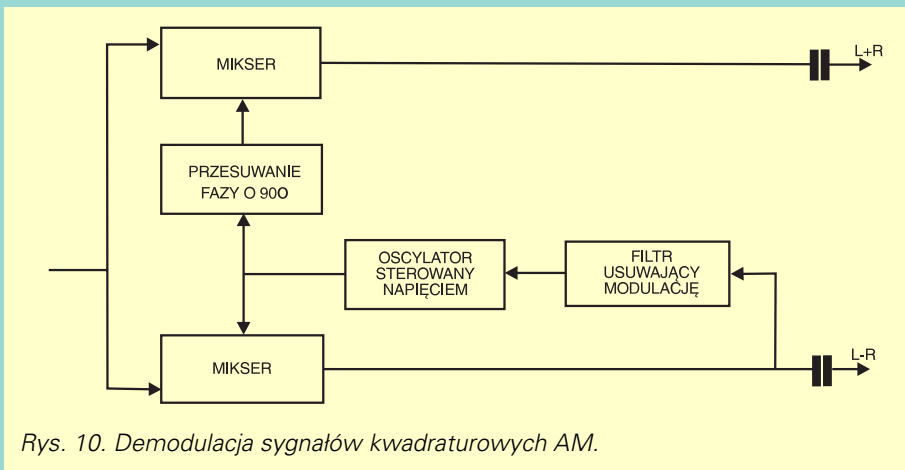 MIKSER
L+R
PRZESUWANIE
FAZY O 90O
OSCYLATOR
STEROWANY
NAPIĘCIEM
FILTR
USUWAJĄCY
MODULACJĘ
MIKSER
L-R
Rys. 10. Demodulacja sygnałów kwadraturowych AM.